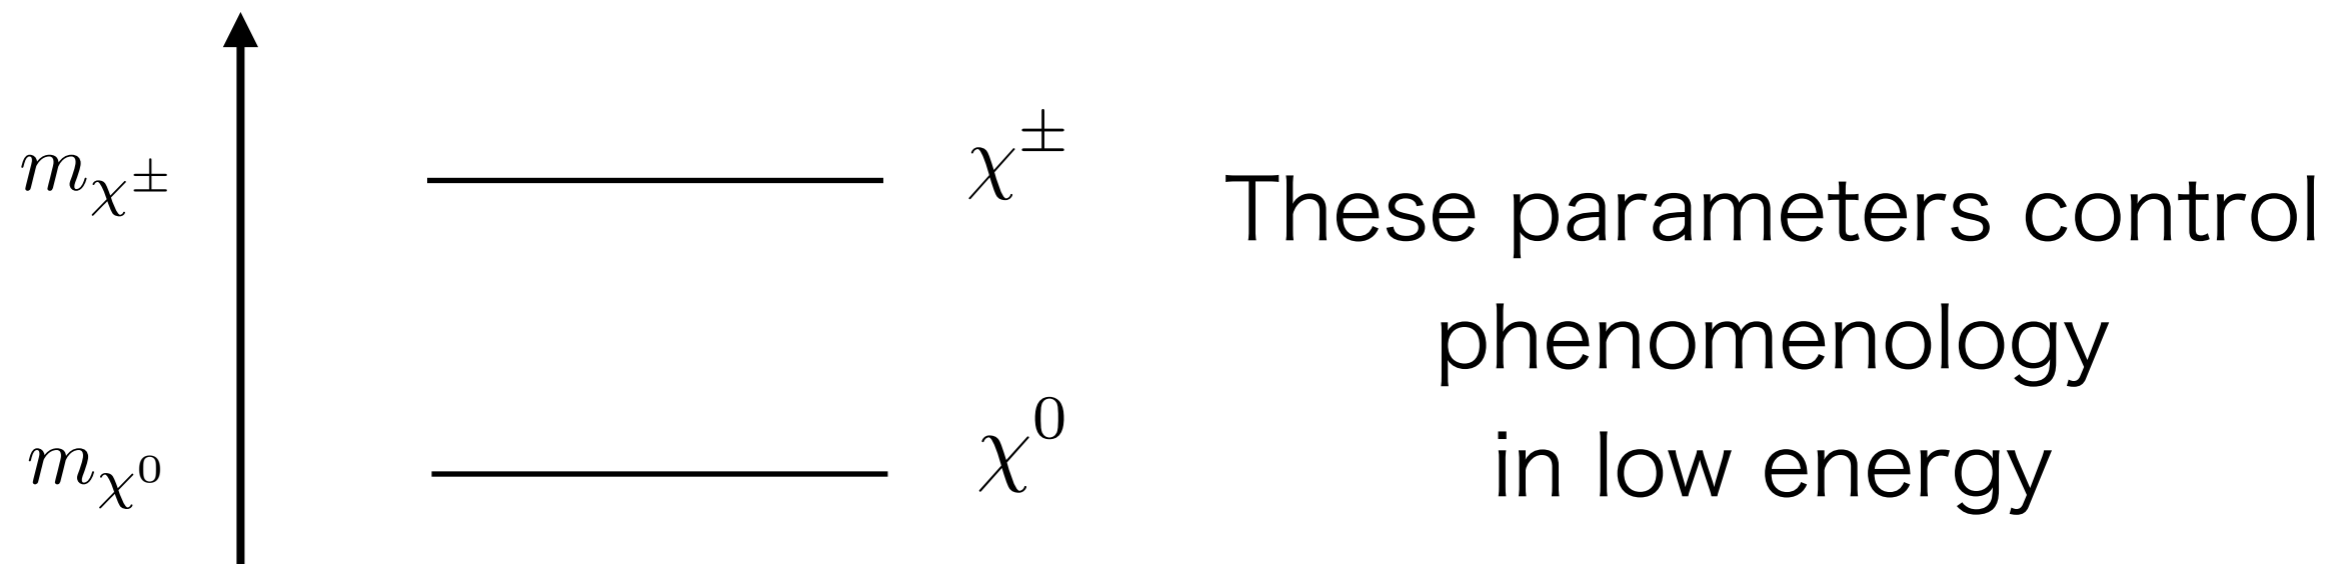 m_{χ^±}
χ^±
These parameters control
phenomenology
in low energy
m_{χ^0}
χ^0